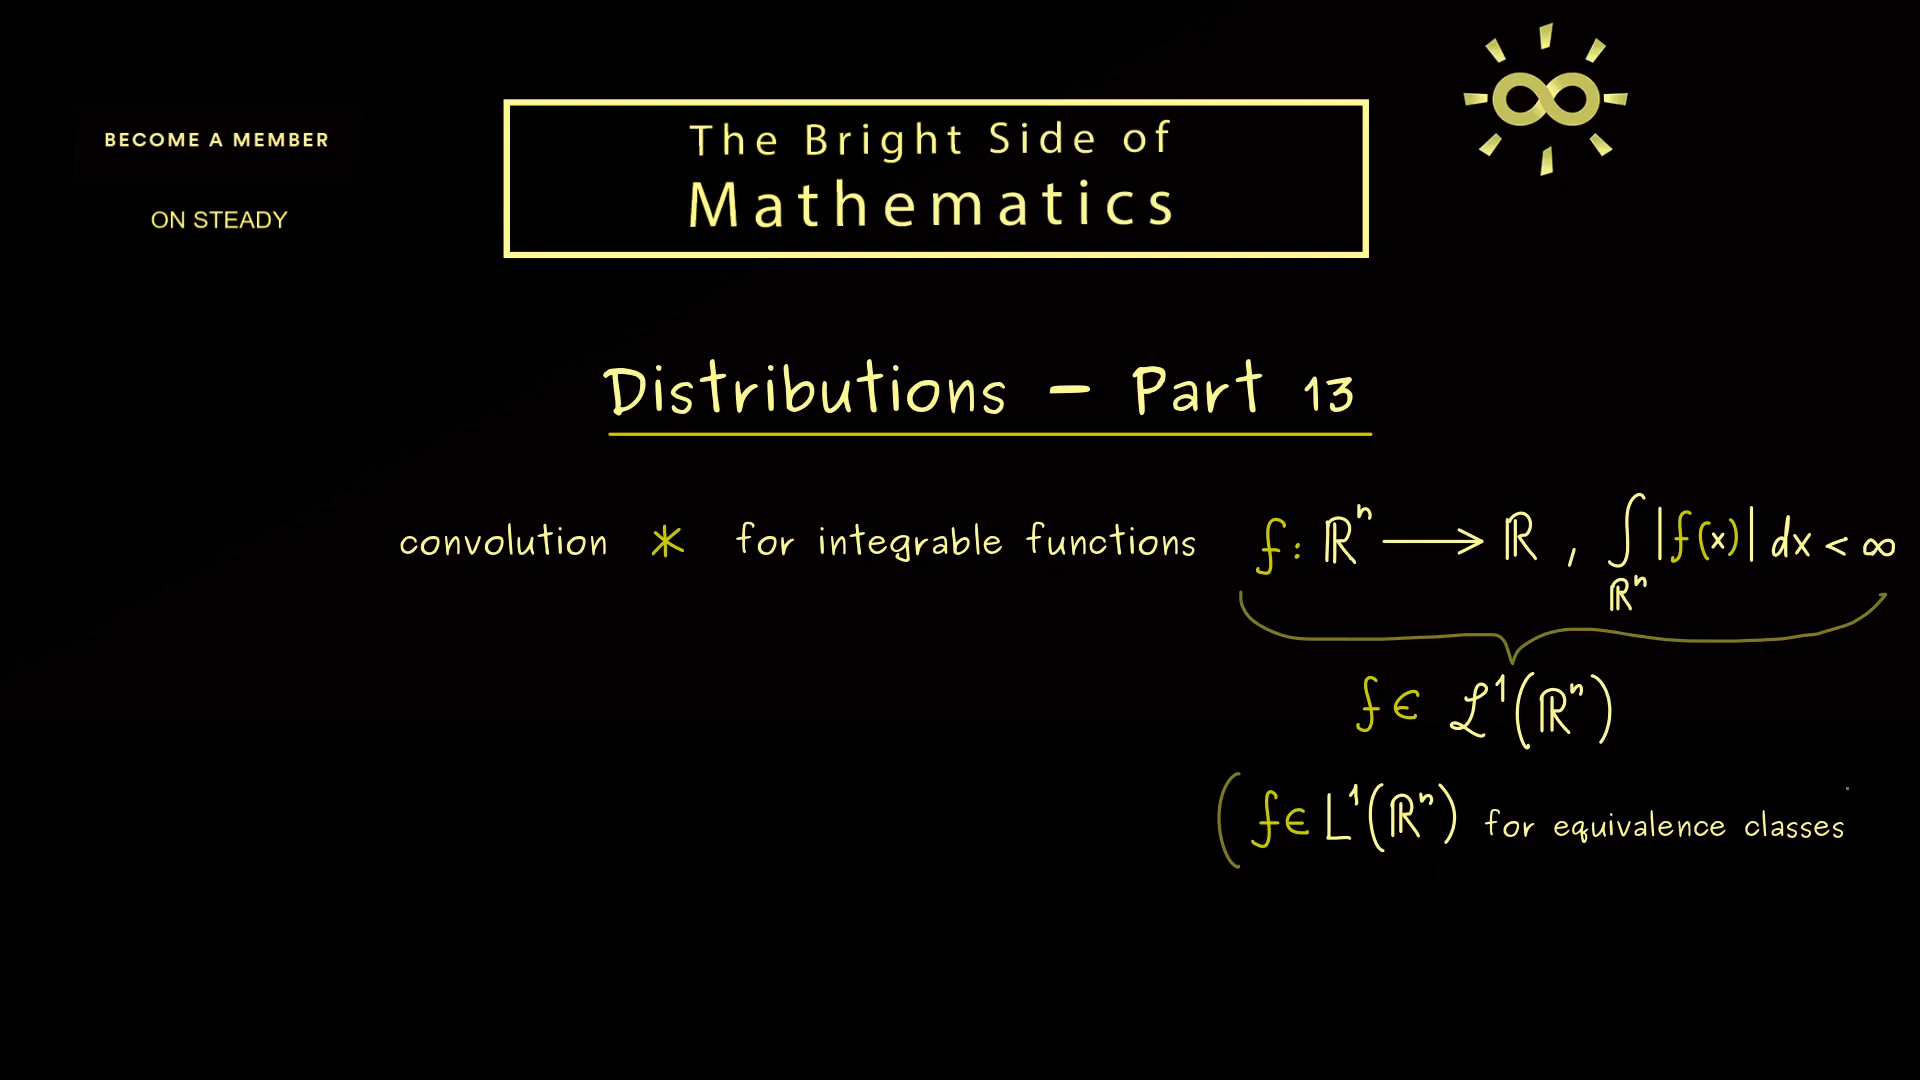 BECOME A MEMBER
ON STEADY
The Bright Side of
Mathematics
Distributions – Part 13
convolution * for integrable functions f: ℝⁿ ⟶ ℝ , ∫_ℝⁿ |f(x)| dx < ∞
f ∈ ℒ¹(ℝⁿ)
( f ∈ L¹(ℝⁿ) for equivalence classes